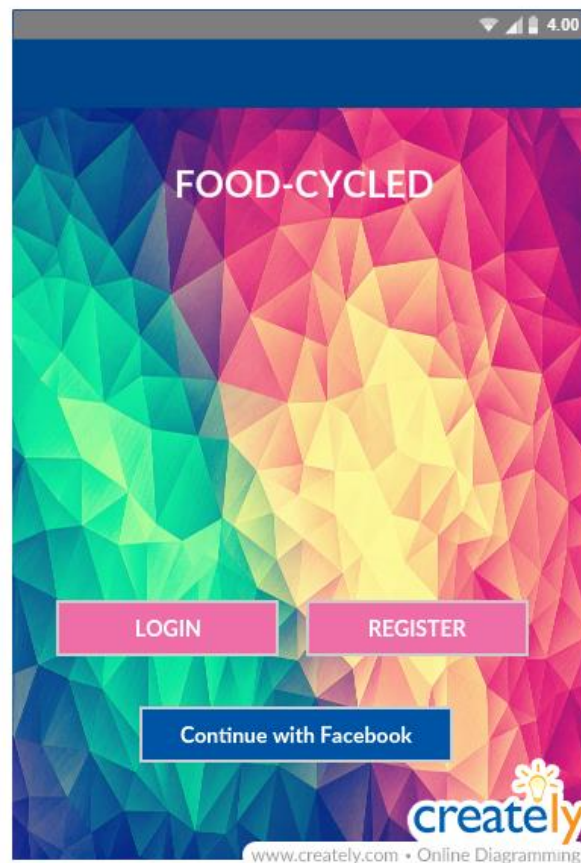 4.00
FOOD-CYCLED
LOGIN
REGISTER
Continue with Facebook
creately
www.creately.com • Online Diagramming